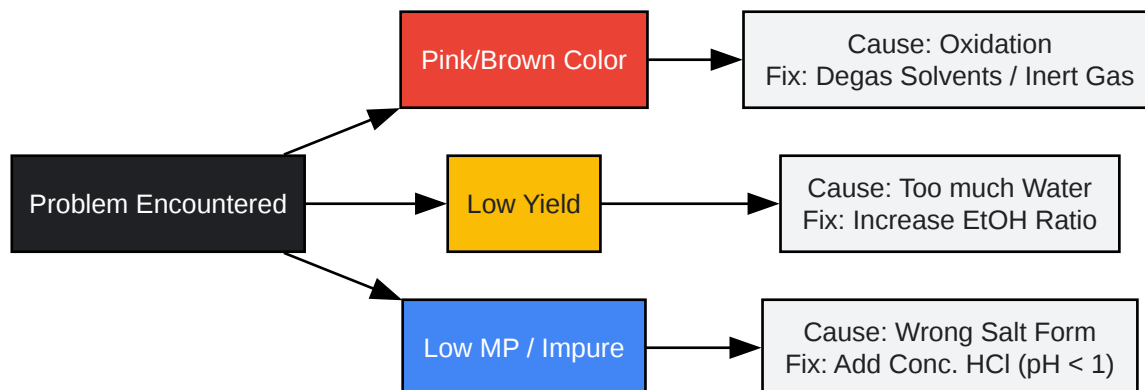 Pink/Brown Color
Cause: Oxidation
Fix: Degas Solvents / Inert Gas
Problem Encountered
Low Yield
Cause: Too much Water
Fix: Increase EtOH Ratio
Low MP / Impure
Cause: Wrong Salt Form
Fix: Add Conc. HCl (pH < 1)